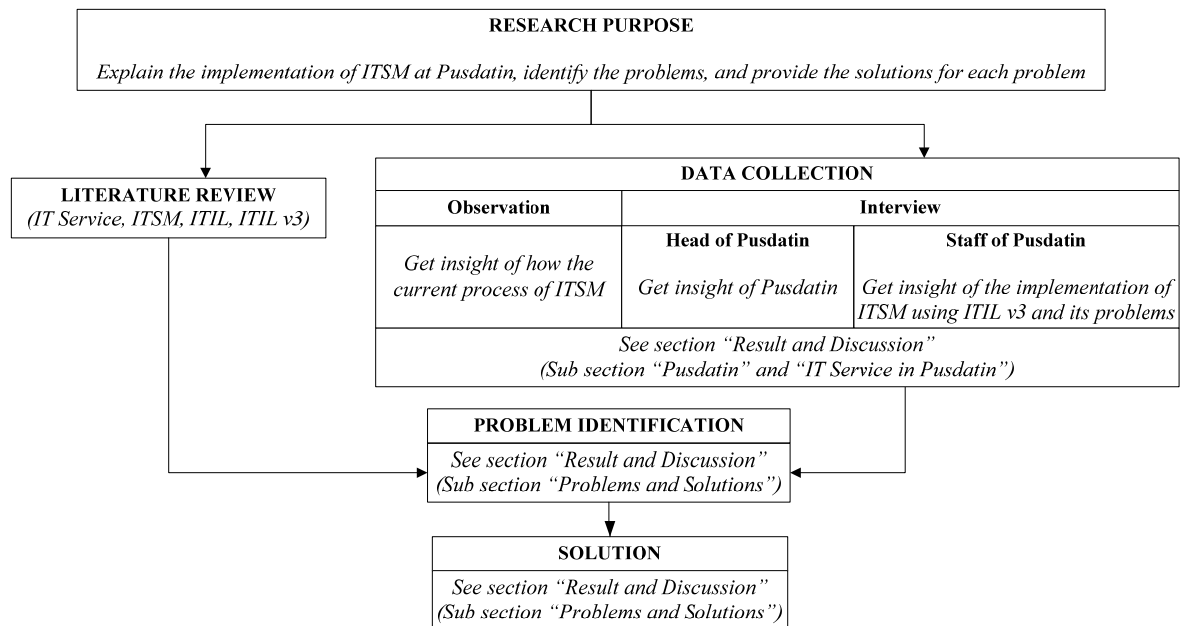 RESEARCH PURPOSE
Explain the implementation of ITSM at Pusdatin, identify the problems, and provide the solutions for each problem
LITERATURE REVIEW
(IT Service, ITSM, ITIL, ITIL v3)
DATA COLLECTION
Observation
Interview
Get insight of how the
current process of ITSM
Head of Pusdatin
Get insight of Pusdatin
Staff of Pusdatin
Get insight of the implementation of
ITSM using ITIL v3 and its problems
See section “Result and Discussion”
(Sub section “Pusdatin” and “IT Service in Pusdatin”)
PROBLEM IDENTIFICATION
See section “Result and Discussion”
(Sub section “Problems and Solutions”)
SOLUTION
See section “Result and Discussion”
(Sub section “Problems and Solutions”)